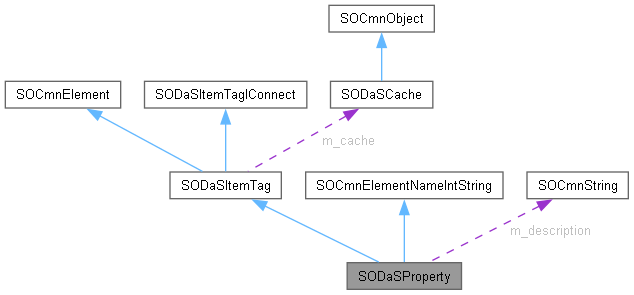 SOCmnObject
SOCmnElement
SODaSItemTagIConnect
SODaSCache
m_cache
SODaSItemTag
SOCmnElementNameIntString
SOCmnString
m_description
SODaSProperty